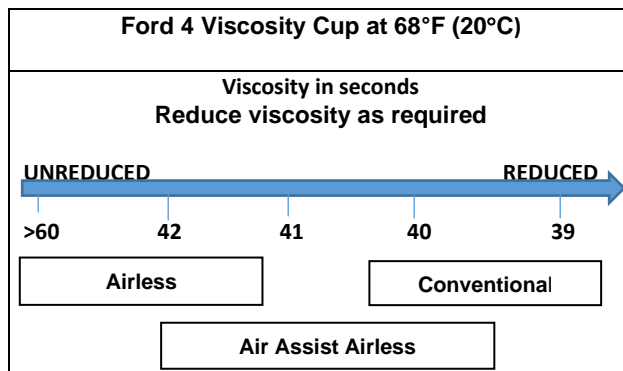 Ford 4 Viscosity Cup at 68°F (20°C)
Viscosity in seconds
Reduce viscosity as required
UNREDUCED REDUCED
>60 42 41 40 39
Airless Conventional
Air Assist Airless